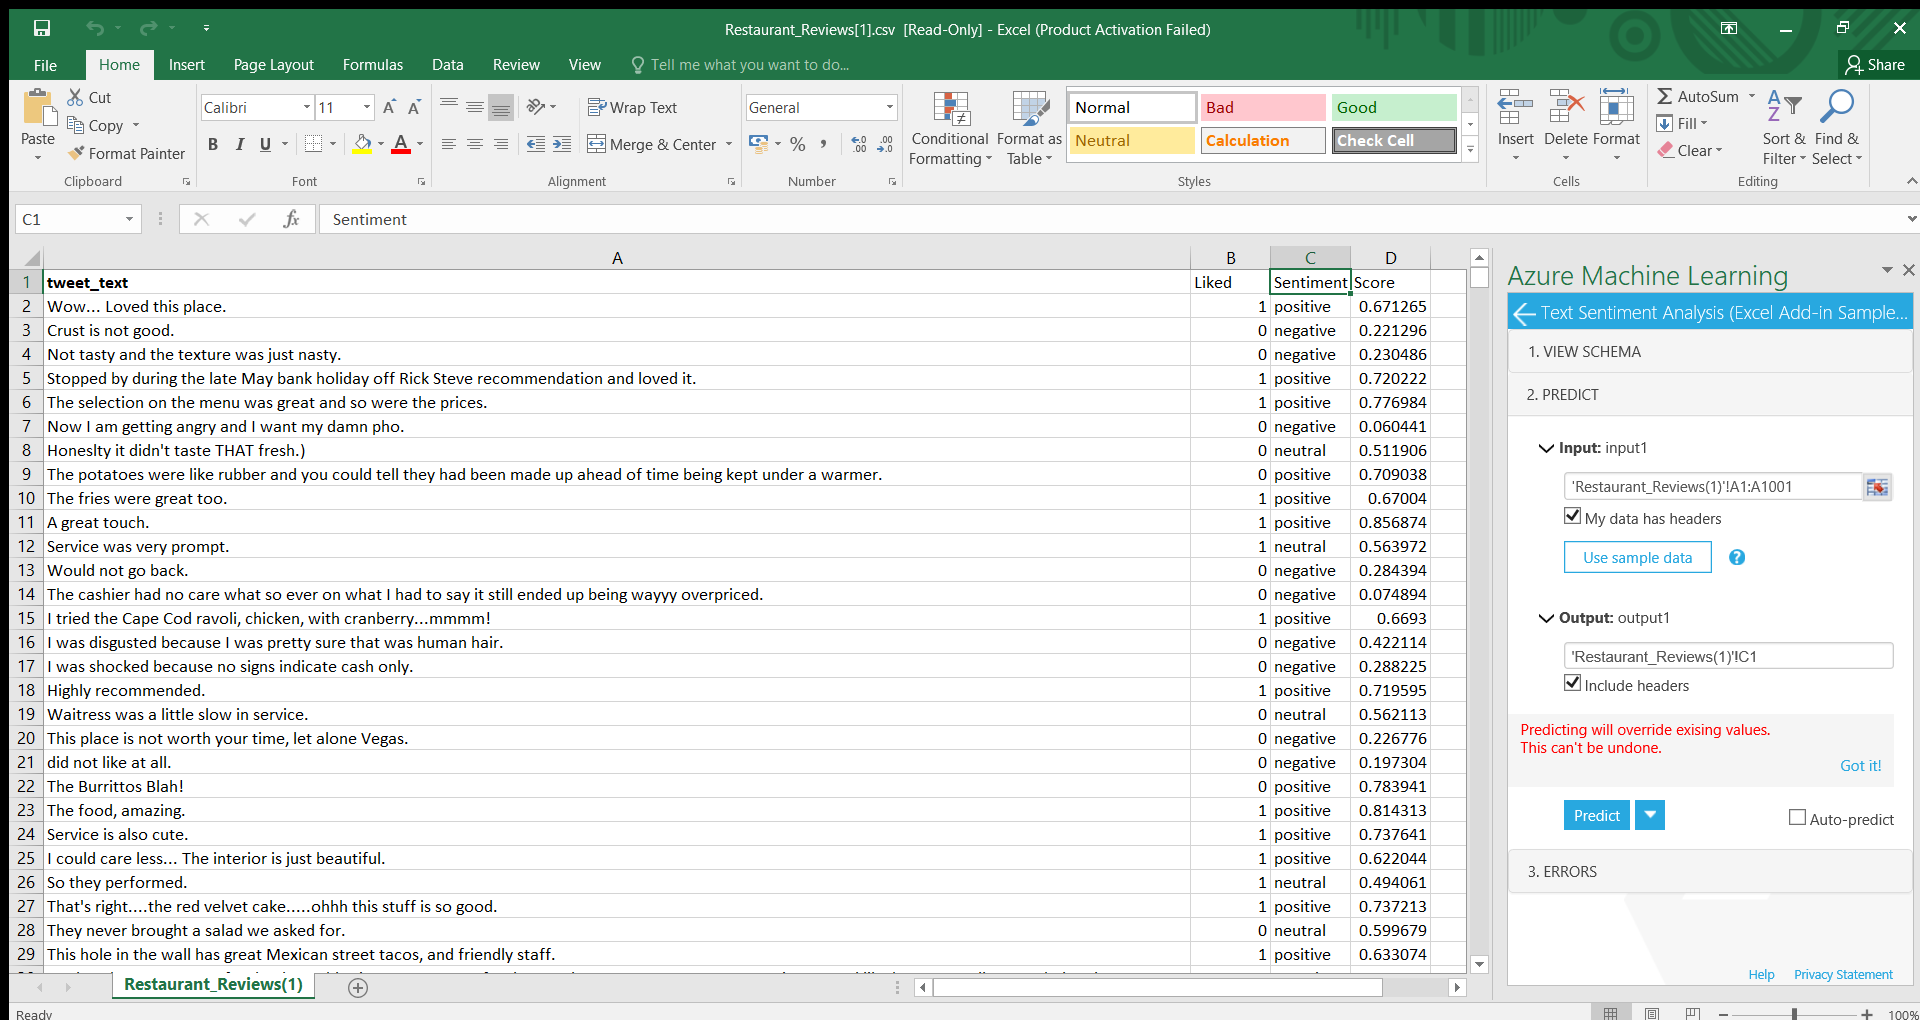 Restaurant_Reviews[1].csv [Read-Only] - Excel (Product Activation Failed)
File Home Insert Page Layout Formulas Data Review View Tell me what you want to do... Share
Paste Cut Copy Format Painter Clipboard
Calibri 11 B I U Font
Wrap Text Merge & Center Alignment
General % , Number
Conditional Formatting Format as Table
Normal Bad Good
Neutral Calculation Check Cell
Styles
Insert Delete Format Cells
AutoSum Fill Clear Sort & Filter Find & Select Editing
C1 fx Sentiment
A B C D
1 tweet_text Liked Sentiment Score
2 Wow... Loved this place. 1 positive 0.671265
3 Crust is not good. 0 negative 0.221296
4 Not tasty and the texture was just nasty. 0 negative 0.230486
5 Stopped by during the late May bank holiday off Rick Steve recommendation and loved it. 1 positive 0.720222
6 The selection on the menu was great and so were the prices. 1 positive 0.776984
7 Now I am getting angry and I want my damn pho. 0 negative 0.060441
8 Honeslty it didn't taste THAT fresh.) 0 neutral 0.511906
9 The potatoes were like rubber and you could tell they had been made up ahead of time being kept under a warmer. 0 positive 0.709038
10 The fries were great too. 1 positive 0.67004
11 A great touch. 1 positive 0.856874
12 Service was very prompt. 1 neutral 0.563972
13 Would not go back. 0 negative 0.284394
14 The cashier had no care what so ever on what I had to say it still ended up being wayyy overpriced. 0 negative 0.074894
15 I tried the Cape Cod ravoli, chicken, with cranberry...mmmm! 1 positive 0.6693
16 I was disgusted because I was pretty sure that was human hair. 0 negative 0.422114
17 I was shocked because no signs indicate cash only. 0 negative 0.288225
18 Highly recommended. 1 positive 0.719595
19 Waitress was a little slow in service. 0 neutral 0.562113
20 This place is not worth your time, let alone Vegas. 0 negative 0.226776
21 did not like at all. 0 negative 0.197304
22 The Burrittos Blah! 0 positive 0.783941
23 The food, amazing. 1 positive 0.814313
24 Service is also cute. 1 positive 0.737641
25 I could care less... The interior is just beautiful. 1 positive 0.622044
26 So they performed. 1 neutral 0.494061
27 That's right....the red velvet cake.....ohhh this stuff is so good. 1 positive 0.737213
28 They never brought a salad we asked for. 0 neutral 0.599679
29 This hole in the wall has great Mexican street tacos, and friendly staff. 1 positive 0.633074
Restaurant_Reviews(1)
Ready
100%
Azure Machine Learning
Text Sentiment Analysis (Excel Add-in Sample...
1. VIEW SCHEMA
2. PREDICT
Input: input1
'Restaurant_Reviews(1)'!A1:A1001
My data has headers
Use sample data ?
Output: output1
'Restaurant_Reviews(1)'!C1
Include headers
Predicting will override exising values.
This can't be undone.
Got it!
Predict Auto-predict
3. ERRORS
Help Privacy Statement